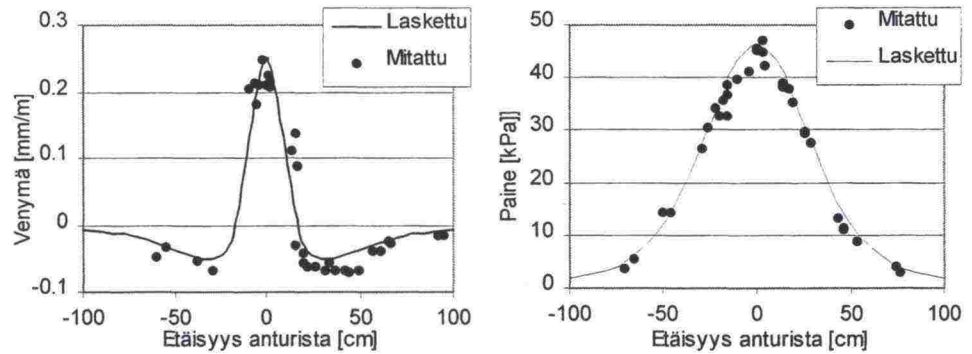 0.3
0.2
0.1
0
-0.1
Venymä [mm/m]
-100 -50 0 50 100
Etäisyys anturista [cm]
Laskettu
Mitattu
50
40
30
20
10
0
Paine [kPa]]
-100 -50 0 50 100
Etäisyys anturista [cm]
Mitattu
Laskettu